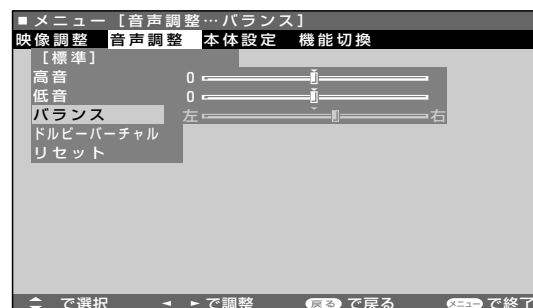 ■メニュー [音声調整…バランス]
映像調整 音声調整 本体設定 機能切換
[標準]
高音 0
低音 0
バランス 左 右
ドルビーバーチャル
リセット
で選択 で調整 戻る で戻る メニュー で終了